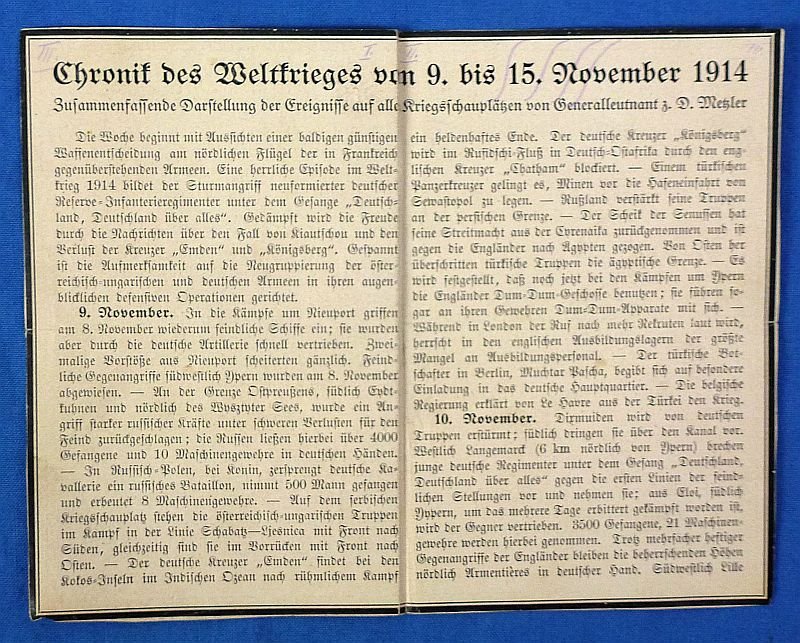 Chronik des Weltkrieges von 9. bis 15. November 1914
Zusammenfassende Darstellung der Ereignisse auf alle Kriegsschauplätzen von Generalleutnant z. D. Metzler
Die Woche beginnt mit Aussichten einer baldigen günstigen
Waffenentscheidung am nördlichen Flügel der in Frankreich
gegenüberstehenden Armeen. Eine herrliche Episode im Welt-
krieg 1914 bildet der Sturmangriff neuformierter deutscher
Reserve-Infanterieregimenter unter dem Gesange „Deutsch-
land, Deutschland über alles“. Gedämpft wird die Freude
durch die Nachrichten über den Fall von Kiautschou und den
Verlust der Kreuzer „Emden“ und „Königsberg“. Gespannt
ist die Aufmerksamkeit auf die Neugruppierung der öster-
reichisch-ungarischen und deutschen Armeen in ihren augen-
blicklichen defensiven Operationen gerichtet.
9. November. In die Kämpfe um Nieuport griffen
am 8. November wiederum feindliche Schiffe ein; sie wurden
aber durch die deutsche Artillerie schnell vertrieben. Zwei-
malige Vorstöße aus Nieuport scheiterten gänzlich. Feind-
liche Gegenangriffe südwestlich Ypern wurden am 8. November
abgewiesen. — An der Grenze Ostpreußens, südlich Eydt-
kuhnen und nördlich des Wyszyter Sees, wurde ein An-
griff starker russischer Kräfte unter schweren Verlusten für den
Feind zurückgeschlagen; die Russen ließen hierbei über 4000
Gefangene und 10 Maschinengewehre in deutschen Händen.
— In Russisch-Polen, bei Konin, zersprengt deutsche Ka-
vallerie ein russisches Bataillon, nimmt 500 Mann gefangen
und erbeutet 8 Maschinengewehre. — Auf dem serbischen
Kriegsschauplatz stehen die österreichisch-ungarischen Truppen
im Kampf in der Linie Schabatz—Ljesnica mit Front nach
Süden, gleichzeitig sind sie im Vorrücken mit Front nach
Osten. — Der deutsche Kreuzer „Emden“ findet bei den
Kokos-Inseln im Indischen Ozean nach rühmlichem Kampf
ein heldenhaftes Ende. Der deutsche Kreuzer „Königsberg“
wird im Rufidschi-Fluß in Deutsch-Ostafrika durch den eng-
lischen Kreuzer „Chatham“ blockiert. — Einem türkischen
Panzerkreuzer gelingt es, Minen vor die Hafeneinfahrt von
Sewastopol zu legen. — Rußland verstärkt seine Truppen
an der persischen Grenze. — Der Scheik der Senussen hat
seine Streitmacht aus der Cyrenaika zurückgenommen und ist
gegen die Engländer nach Ägypten gezogen. Von Osten her
überschritten türkische Truppen die ägyptische Grenze. — Es
wird festgestellt, daß noch jetzt bei den Kämpfen um Ypern
die Engländer Dum-Dum-Geschosse benutzen; sie führen so-
gar an ihren Gewehren Dum-Dum-Apparate mit sich. —
Während in London der Ruf nach mehr Rekruten laut wird,
herrscht in den englischen Ausbildungslagern der größte
Mangel an Ausbildungspersonal. — Der türkische Bot-
schafter in Berlin, Muchtar Pascha, begibt sich auf besondere
Einladung in das deutsche Hauptquartier. — Die belgische
Regierung erklärt von Le Havre aus der Türkei den Krieg.
10. November. Dixmuiden wird von deutschen
Truppen erstürmt; südlich dringen sie über den Kanal vor.
Westlich Langemarck (6 km nördlich von Ypern) brechen
junge deutsche Regimenter unter dem Gesang „Deutschland,
Deutschland über alles“ gegen die ersten Linien der feind-
lichen Stellungen vor und nehmen sie; aus Eloi, südlich
Ypern, um das mehrere Tage erbittert gekämpft worden ist,
wird der Gegner vertrieben. 3500 Gefangene, 21 Maschinen-
gewehre werden hierbei genommen. Trotz mehrfacher heftiger
Gegenangriffe der Engländer bleiben die beherrschenden Höhen
nördlich Armentières in deutscher Hand. Südwestlich Lille